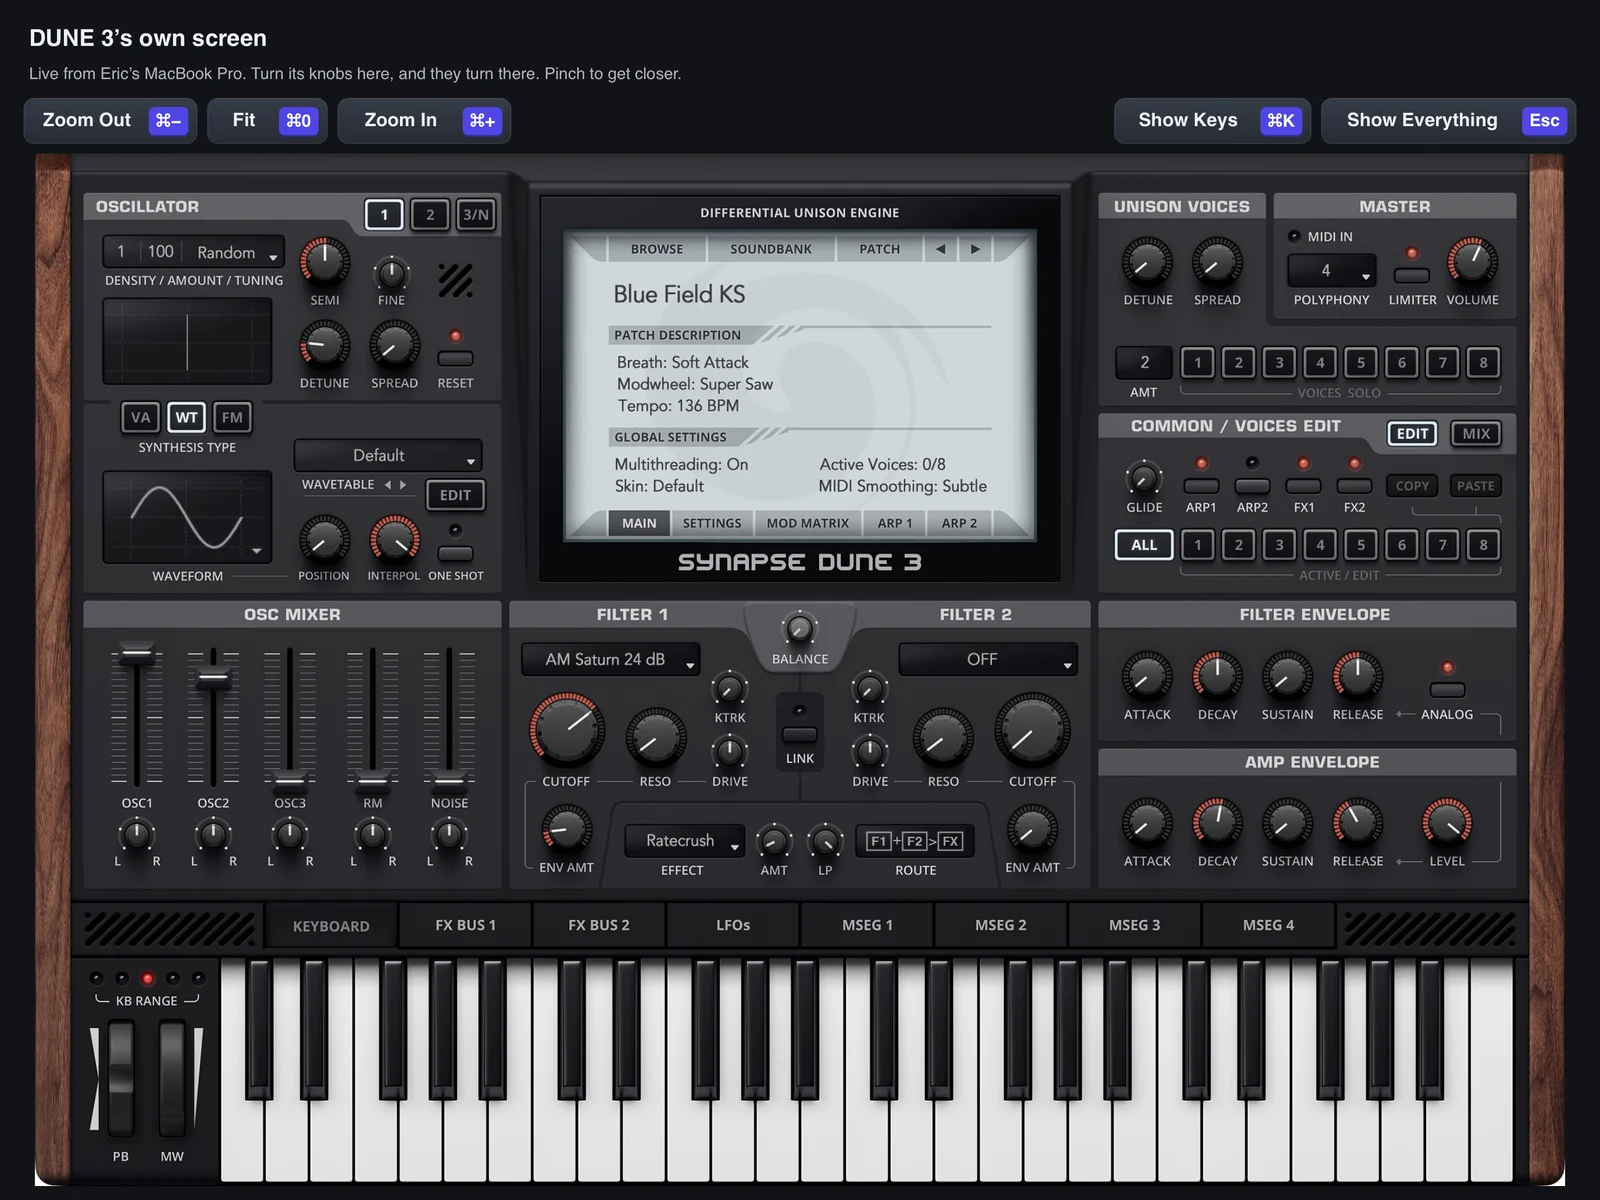 DUNE 3’s own screen
Live from Eric’s MacBook Pro. Turn its knobs here, and they turn there. Pinch to get closer.
Zoom Out ⌘− Fit ⌘0 Zoom In ⌘+ Show Keys ⌘K Show Everything Esc
OSCILLATOR 1 2 3/N
1 100 Random
DENSITY / AMOUNT / TUNING
SEMI FINE
DETUNE SPREAD RESET
VA WT FM
SYNTHESIS TYPE
Default
WAVETABLE EDIT
WAVEFORM POSITION INTERPOL ONE SHOT
DIFFERENTIAL UNISON ENGINE
BROWSE SOUNDBANK PATCH
Blue Field KS
PATCH DESCRIPTION
Breath: Soft Attack
Modwheel: Super Saw
Tempo: 136 BPM
GLOBAL SETTINGS
Multithreading: On Active Voices: 0/8
Skin: Default MIDI Smoothing: Subtle
MAIN SETTINGS MOD MATRIX ARP 1 ARP 2
SYNAPSE DUNE 3
UNISON VOICES
DETUNE SPREAD
MASTER
MIDI IN
4
POLYPHONY LIMITER VOLUME
2 1 2 3 4 5 6 7 8
AMT VOICES SOLO
COMMON / VOICES EDIT EDIT MIX
COPY PASTE
GLIDE ARP1 ARP2 FX1 FX2
ALL 1 2 3 4 5 6 7 8
ACTIVE / EDIT
OSC MIXER
OSC1 OSC2 OSC3 RM NOISE
L R L R L R L R L R
FILTER 1 FILTER 2
AM Saturn 24 dB BALANCE OFF
KTRK KTRK
LINK
CUTOFF RESO DRIVE DRIVE RESO CUTOFF
Ratecrush F1+F2>FX
ENV AMT EFFECT AMT LP ROUTE ENV AMT
FILTER ENVELOPE
ATTACK DECAY SUSTAIN RELEASE ANALOG
AMP ENVELOPE
ATTACK DECAY SUSTAIN RELEASE LEVEL
KEYBOARD FX BUS 1 FX BUS 2 LFOs MSEG 1 MSEG 2 MSEG 3 MSEG 4
KB RANGE
PB MW